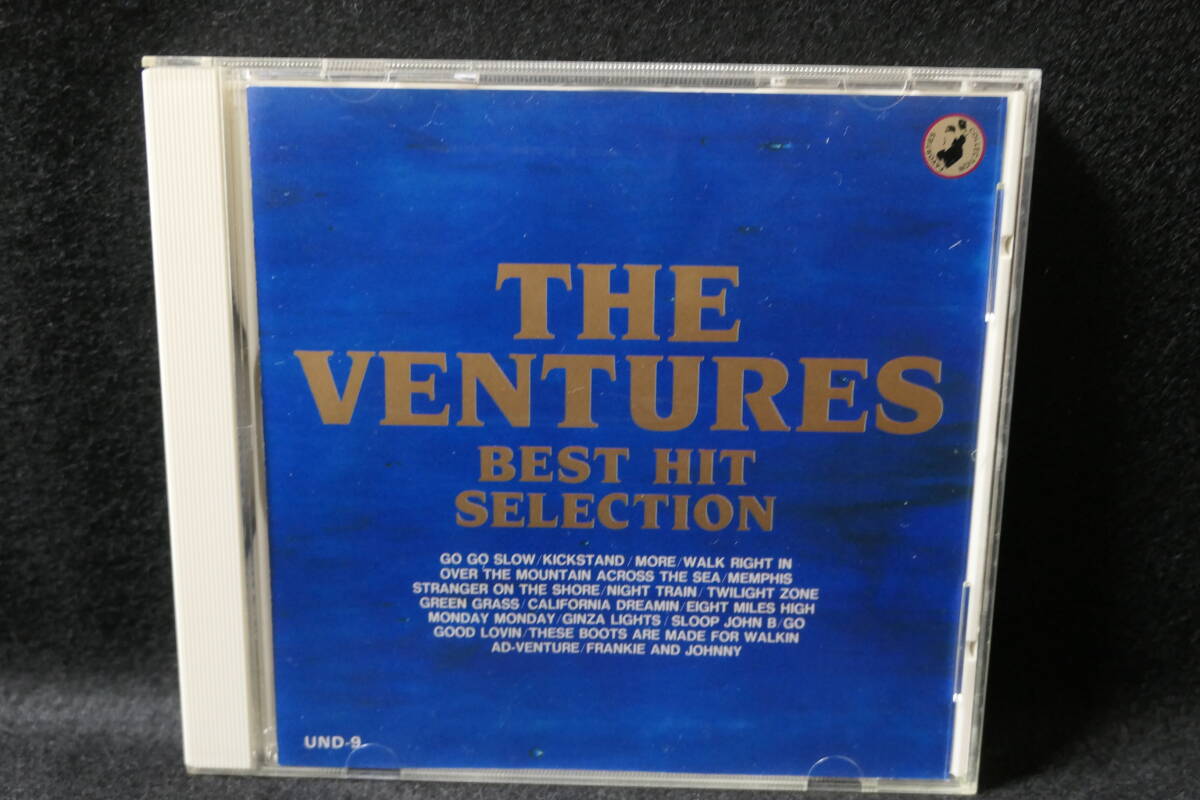 FAVORITES COLLECTION
THE
VENTURES
BEST HIT
SELECTION
GO GO SLOW/KICKSTAND/MORE/WALK RIGHT IN
OVER THE MOUNTAIN ACROSS THE SEA/MEMPHIS
STRANGER ON THE SHORE/NIGHT TRAIN/TWILIGHT ZONE
GREEN GRASS/CALIFORNIA DREAMIN/EIGHT MILES HIGH
MONDAY MONDAY/GINZA LIGHTS/SLOOP JOHN B/GO
GOOD LOVIN/THESE BOOTS ARE MADE FOR WALKIN
AD-VENTURE/FRANKIE AND JOHNNY
UND-9